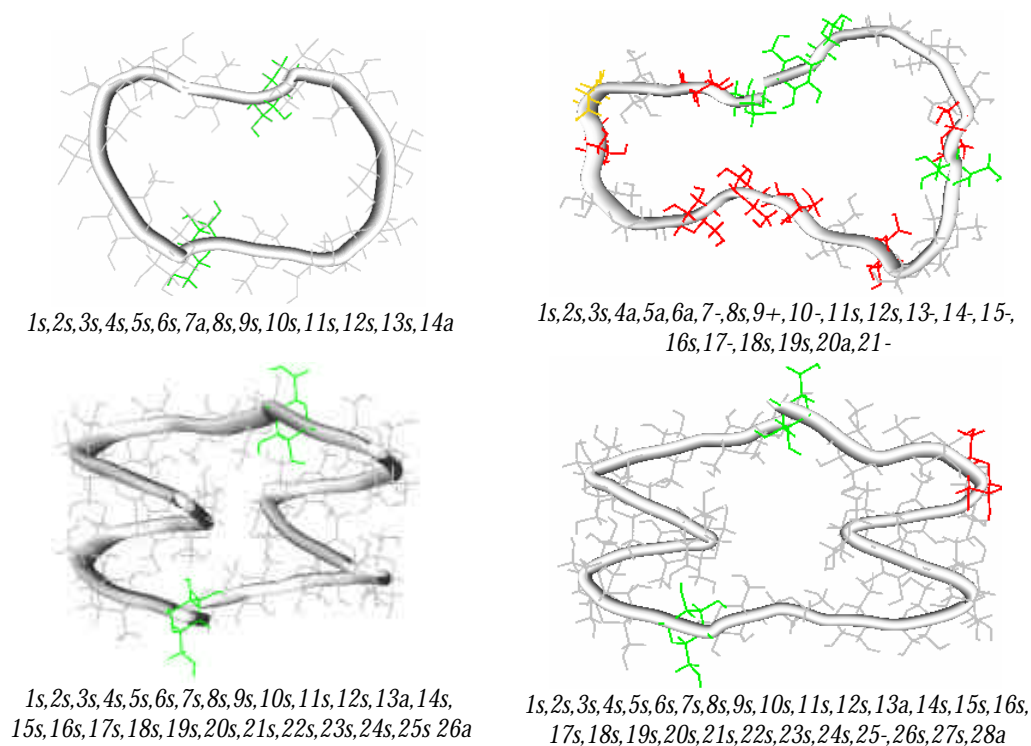 1s,2s,3s,4s,5s,6s,7a,8s,9s,10s,11s,12s,13s,14a
1s,2s,3s,4a,5a,6a,7-,8s,9+,10-,11s,12s,13-,14-,15-,
16s,17-,18s,19s,20a,21-
1s,2s,3s,4s,5s,6s,7s,8s,9s,10s,11s,12s,13a,14s,
15s,16s,17s,18s,19s,20s,21s,22s,23s,24s,25s 26a
1s,2s,3s,4s,5s,6s,7s,8s,9s,10s,11s,12s,13a,14s,15s,16s,
17s,18s,19s,20s,21s,22s,23s,24s,25-,26s,27s,28a